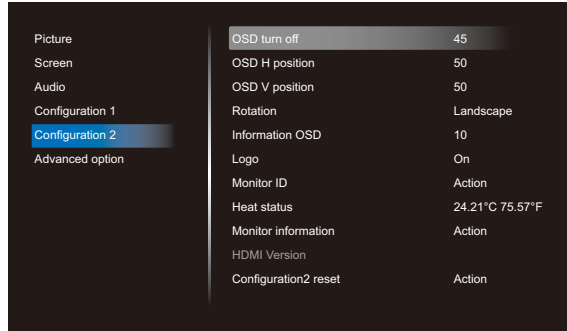 Picture
Screen
Audio
Configuration 1
Configuration 2
Advanced option
OSD turn off 45
OSD H position 50
OSD V position 50
Rotation Landscape
Information OSD 10
Logo On
Monitor ID Action
Heat status 24.21°C 75.57°F
Monitor information Action
HDMI Version
Configuration2 reset Action